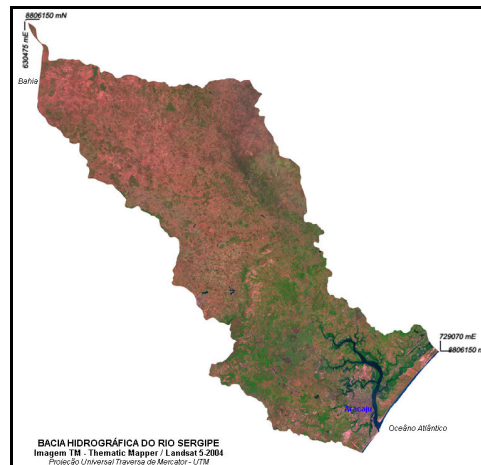 8806150 mN
630475 mE
Bahia
729070 mE
8806150 m
Aracaju
Oceâno Atlântico
BACIA HIDROGRÁFICA DO RIO SERGIPE
Imagem TM - Thematic Mapper / Landsat 5-2004
Projeção Universal Traversa de Mercator - UTM